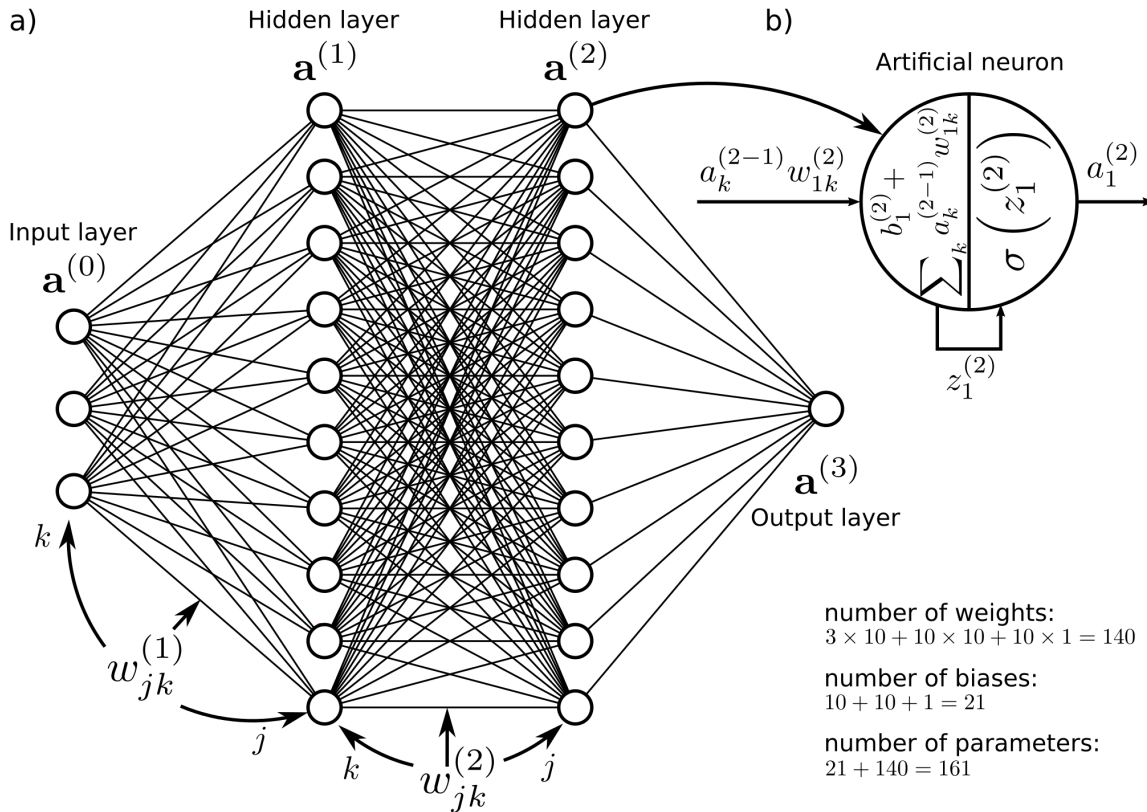 a)
Hidden layer
a^(1)
Hidden layer
a^(2)
b)
Artificial neuron
a_k^(2−1) w_1k^(2)
b_1^(2) +
∑_k a_k^(2−1) w_1k^(2)
σ ( z_1^(2) )
a_1^(2)
z_1^(2)
Input layer
a^(0)
k
w_jk^(1)
j
k
w_jk^(2)
j
a^(3)
Output layer
number of weights:
3 × 10 + 10 × 10 + 10 × 1 = 140
number of biases:
10 + 10 + 1 = 21
number of parameters:
21 + 140 = 161